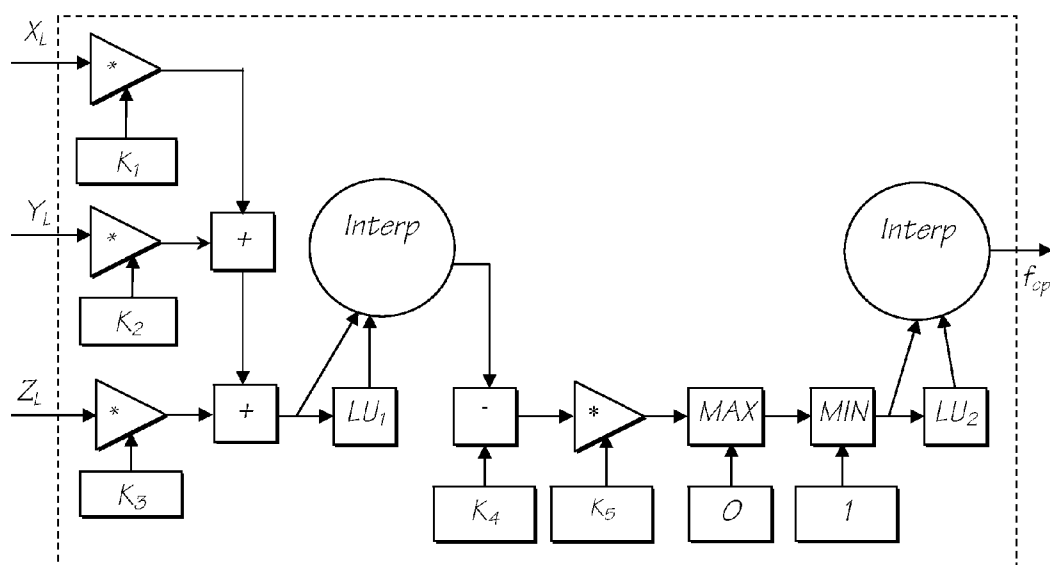 X_L
*
K_1
Y_L
*
+
Interp
Interp
f_cp
K_2
Z_L
*
+
LU_1
-
*
MAX
MIN
LU_2
K_3
K_4
K_5
0
1